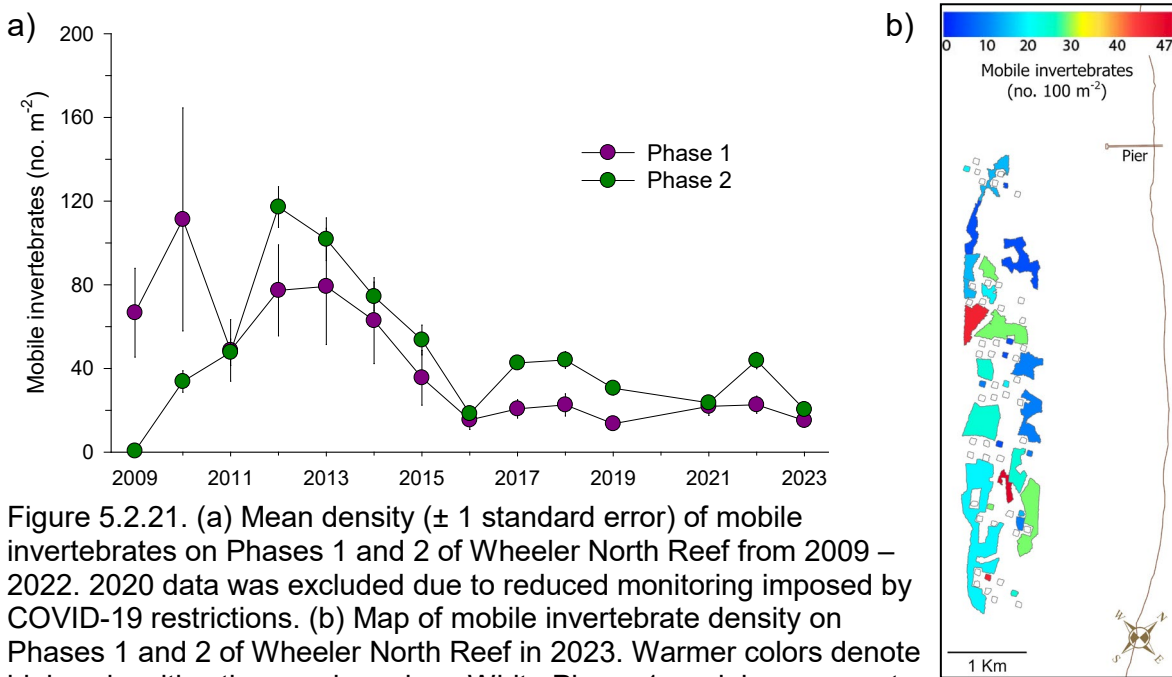 a)
200
160
120
80
40
0
Mobile invertebrates (no. m-2)
Phase 1
Phase 2
2009 2011 2013 2015 2017 2019 2021 2023
b)
0 10 20 30 40 47
Mobile invertebrates
(no. 100 m-2)
Pier
W N
S E
1 Km
Figure 5.2.21. (a) Mean density (± 1 standard error) of mobile
invertebrates on Phases 1 and 2 of Wheeler North Reef from 2009 –
2022. 2020 data was excluded due to reduced monitoring imposed by
COVID-19 restrictions. (b) Map of mobile invertebrate density on
Phases 1 and 2 of Wheeler North Reef in 2023. Warmer colors denote